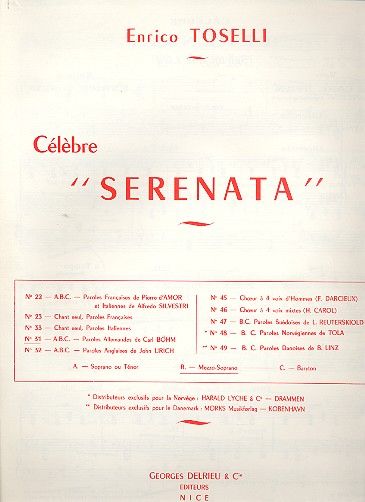 Enrico TOSELLI
Célèbre
"SERENATA"
Nº 22 — A.B.C. — Paroles Françaises de Pierre d'AMOR
et Italiennes de Alfredo SILVESTRI
Nº 23 — Chant seul, Paroles Françaises
Nº 33 — Chant seul, Paroles Italiennes
Nº 31 — A.B.C. — Paroles Allemandes de Carl BÖHM
Nº 32 — A.B.C. — Paroles Anglaises de John URICH
Nº 45 — Chœur à 4 voix d'Hommes (F. DARCIEUX)
Nº 46 — Chœur à 4 voix mixtes (H. CAROL)
Nº 47 — B.C. Paroles Suédoises de L. REUTERSKIOLD
* Nº 48 — B. C. Paroles Norvégiennes de TOLA
** Nº 49 — B. C. Paroles Danoises de B. LINZ
A. — Soprano ou Ténor B. — Mezzo-Soprano C. — Baryton
* Distributeurs exclusifs pour la Norvège : HARALD LYCHE & Cº — DRAMMEN
** Distributeurs exclusifs pour le Danemark : MORKS Musikforlag — KOBENHAVN
GEORGES DELRIEU & Cie
EDITEURS
NICE